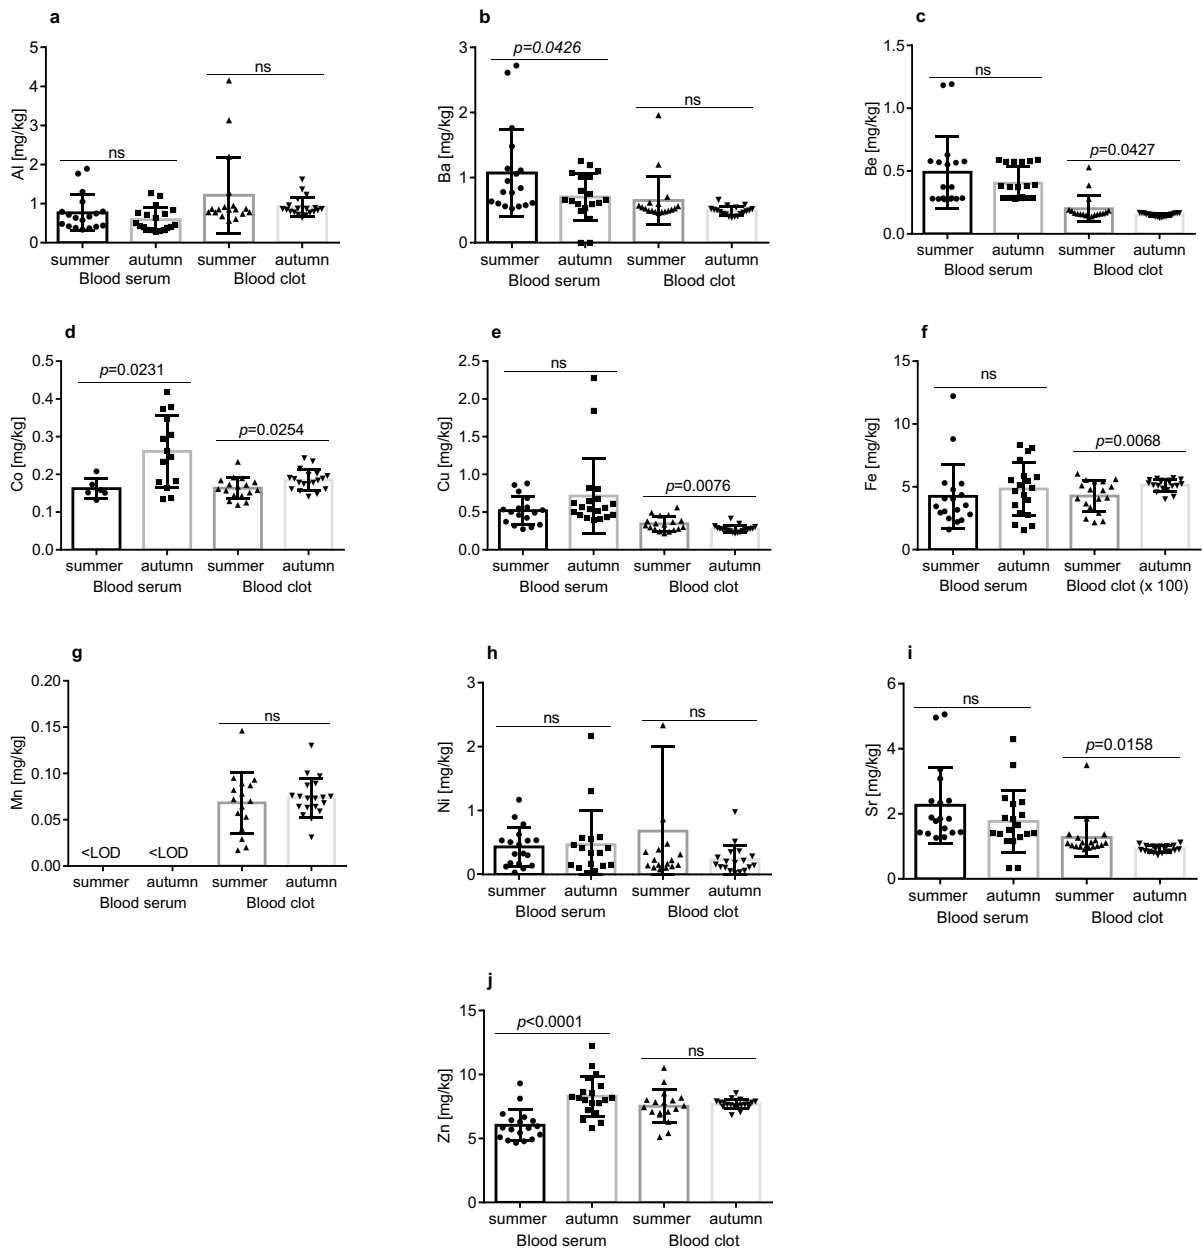 a
Al [mg/kg]
5
4
3
2
1
0
ns
ns
summer autumn summer autumn
Blood serum Blood clot
b
Ba [mg/kg]
3
2
1
0
p=0.0426
ns
summer autumn summer autumn
Blood serum Blood clot
c
Be [mg/kg]
1.5
1.0
0.5
0.0
ns
p=0.0427
summer autumn summer autumn
Blood serum Blood clot
d
Co [mg/kg]
0.5
0.4
0.3
0.2
0.1
0.0
p=0.0231
p=0.0254
summer autumn summer autumn
Blood serum Blood clot
e
Cu [mg/kg]
2.5
2.0
1.5
1.0
0.5
0.0
ns
p=0.0076
summer autumn summer autumn
Blood serum Blood clot
f
Fe [mg/kg]
15
10
5
0
ns
p=0.0068
summer autumn summer autumn
Blood serum Blood clot (x 100)
g
Mn [mg/kg]
0.20
0.15
0.10
0.05
0.00
ns
<LOD <LOD
summer autumn summer autumn
Blood serum Blood clot
h
Ni [mg/kg]
3
2
1
0
ns
ns
summer autumn summer autumn
Blood serum Blood clot
i
Sr [mg/kg]
6
4
2
0
ns
p=0.0158
summer autumn summer autumn
Blood serum Blood clot
j
Zn [mg/kg]
15
10
5
0
p<0.0001
ns
summer autumn summer autumn
Blood serum Blood clot